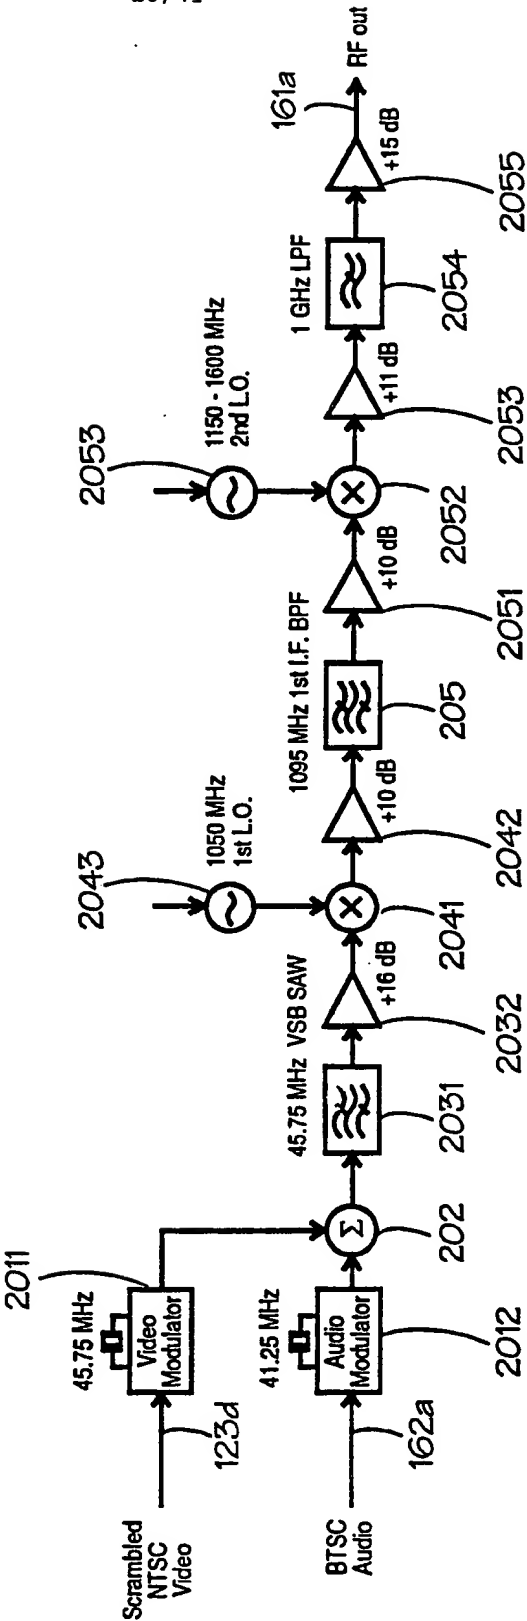 Scrambled
NTSC
Video
123d
45.75 MHz
Video
Modulator
2011
BTSC
Audio
162a
41.25 MHz
Audio
Modulator
2012
Σ
202
45.75 MHz VSB SAW
2031
+16 dB
2032
2043
1050 MHz
1st L.O.
2041
+10 dB
2042
1095 MHz 1st I.F. BPF
205
+10 dB
2051
2053
1150 - 1600 MHz
2nd L.O.
2052
+11 dB
2053
1 GHz LPF
2054
+15 dB
2055
161a
RF out